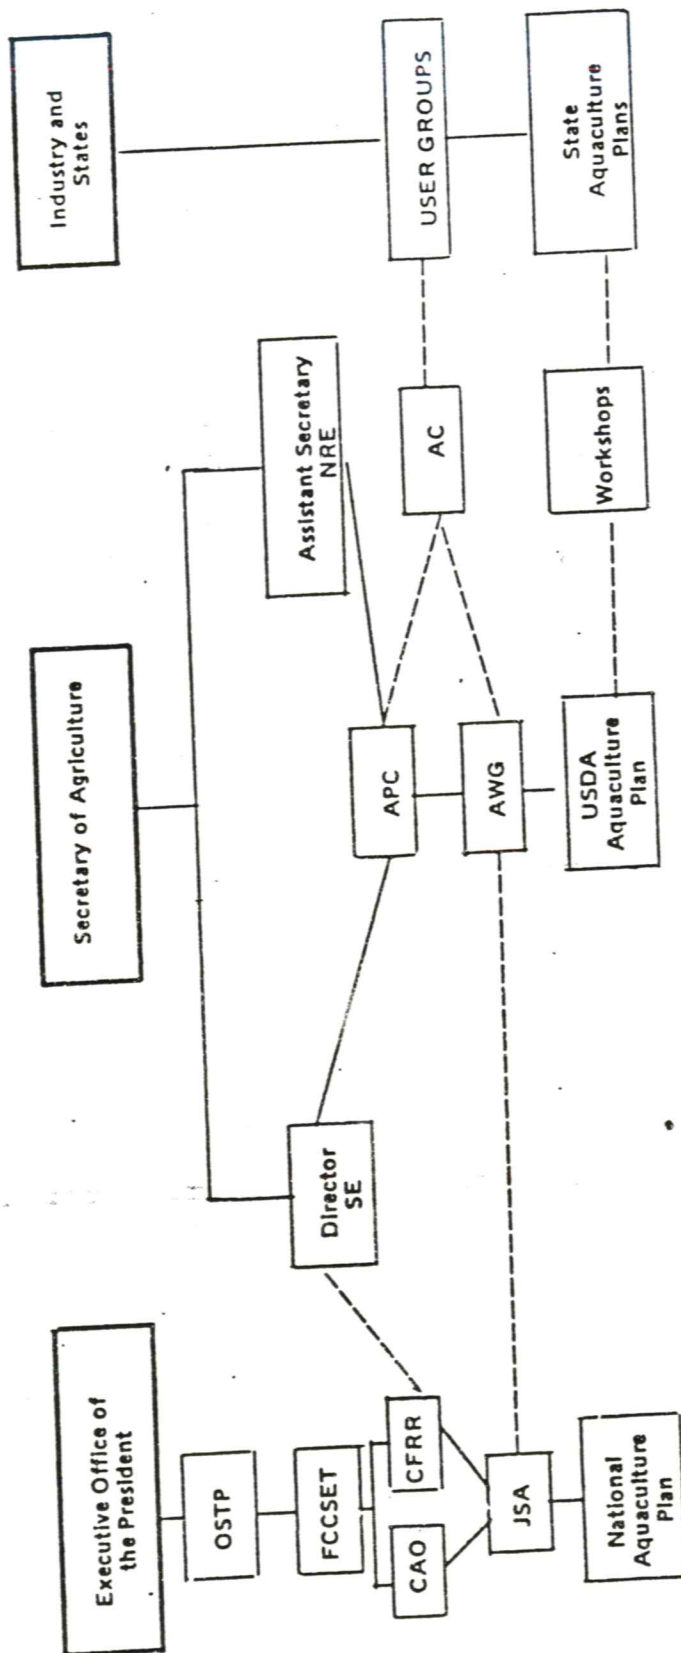 Executive Office of
the President
OSTP
FCCSET
CAO
CFRR
JSA
National
Aquaculture
Plan
Secretary of Agriculture
Director
SE
Assistant Secretary
NRE
APC
AWG
USDA
Aquaculture
Plan
AC
Workshops
Industry and
States
USER GROUPS
State
Aquaculture
Plans